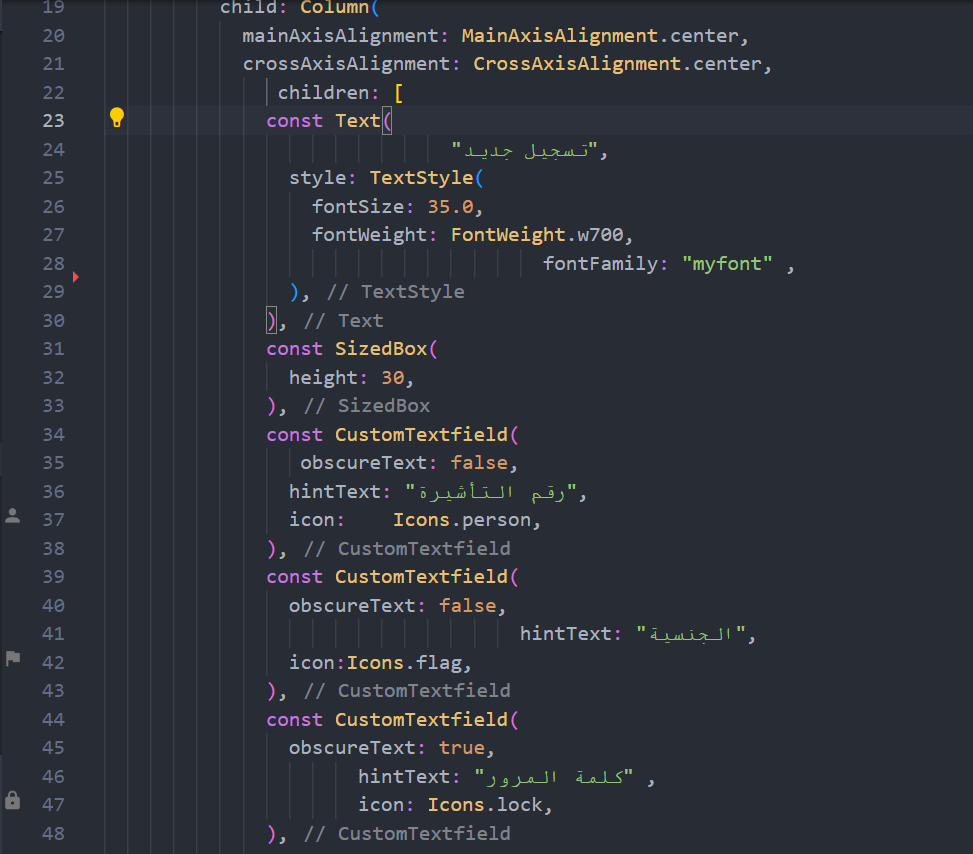 19 child: Column(
20 mainAxisAlignment: MainAxisAlignment.center,
21 crossAxisAlignment: CrossAxisAlignment.center,
22 children: [
23 const Text(
24 "تسجيل جديد",
25 style: TextStyle(
26 fontSize: 35.0,
27 fontWeight: FontWeight.w700,
28 fontFamily: "myfont" ,
29 ), // TextStyle
30 ), // Text
31 const SizedBox(
32 height: 30,
33 ), // SizedBox
34 const CustomTextfield(
35 obscureText: false,
36 hintText: "رقم التأشيرة",
37 icon:    Icons.person,
38 ), // CustomTextfield
39 const CustomTextfield(
40 obscureText: false,
41 hintText: "الجنسية",
42 icon:Icons.flag,
43 ), // CustomTextfield
44 const CustomTextfield(
45 obscureText: true,
46 hintText: "كلمة المرور" ,
47 icon: Icons.lock,
48 ), // CustomTextfield